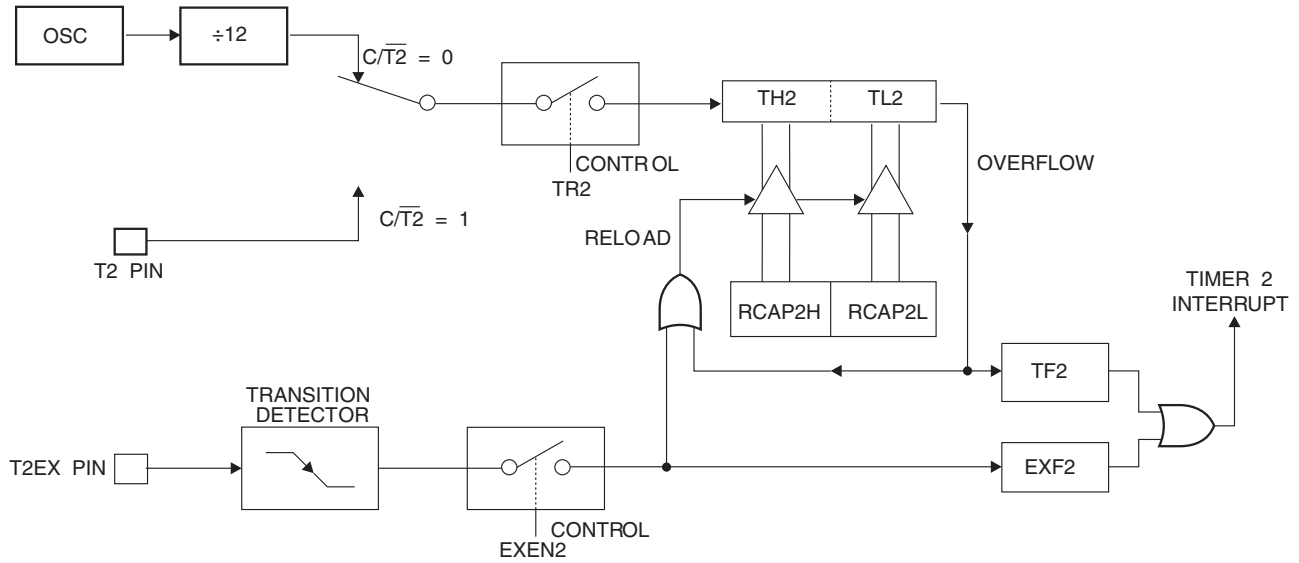 OSC
÷12
C/T2 = 0
TH2
TL2
CONTROL
TR2
OVERFLOW
C/T2 = 1
T2 PIN
RELOAD
RCAP2H
RCAP2L
TIMER 2
INTERRUPT
TF2
TRANSITION
DETECTOR
T2EX PIN
EXF2
CONTROL
EXEN2